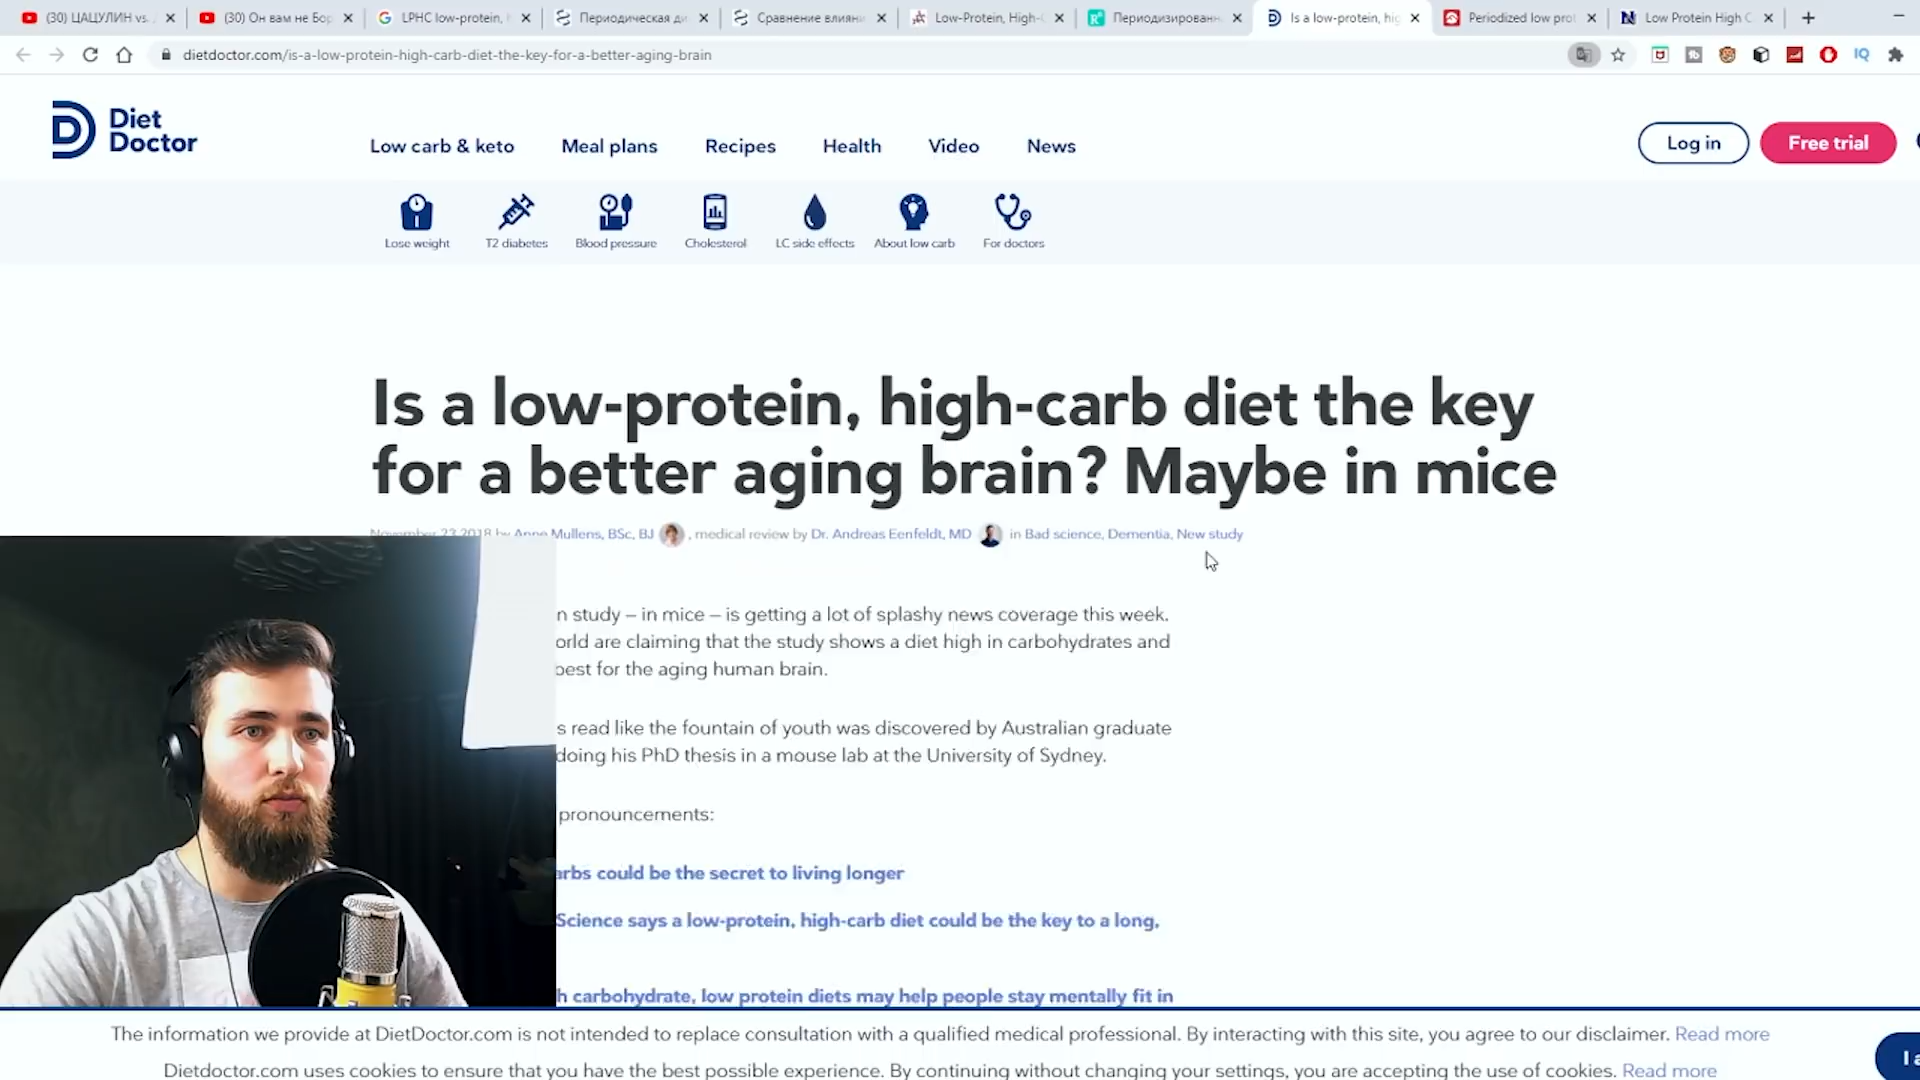 (30) ЦАЦУЛИН vs.
(30) Он вам не Бор
LPHC low-protein,
Периодическая ди
Сравнение влияни
Low-Protein, High-
Периодизированн
Is a low-protein, hig
Periodized low prot
Low Protein High C
dietdoctor.com/is-a-low-protein-high-carb-diet-the-key-for-a-better-aging-brain
IQ
Diet
Doctor
Low carb & keto
Meal plans
Recipes
Health
Video
News
Log in
Free trial
Lose weight
T2 diabetes
Blood pressure
Cholesterol
LC side effects
About low carb
For doctors
Is a low-protein, high-carb diet the key
for a better aging brain? Maybe in mice
November 23 2018 by Anne Mullens, BSc, BJ , medical review by Dr. Andreas Eenfeldt, MD in Bad science, Dementia, New study
n study – in mice – is getting a lot of splashy news coverage this week.
orld are claiming that the study shows a diet high in carbohydrates and
best for the aging human brain.
s read like the fountain of youth was discovered by Australian graduate
doing his PhD thesis in a mouse lab at the University of Sydney.
pronouncements:
arbs could be the secret to living longer
Science says a low-protein, high-carb diet could be the key to a long,
h carbohydrate, low protein diets may help people stay mentally fit in
The information we provide at DietDoctor.com is not intended to replace consultation with a qualified medical professional. By interacting with this site, you agree to our disclaimer. Read more
Dietdoctor.com uses cookies to ensure that you have the best possible experience. By continuing without changing your settings, you are accepting the use of cookies. Read more
I a